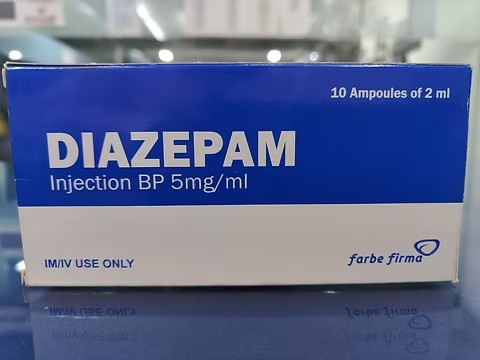 10 Ampoules of 2 ml
DIAZEPAM
Injection BP 5mg/ml
IM/IV USE ONLY
farbe firma